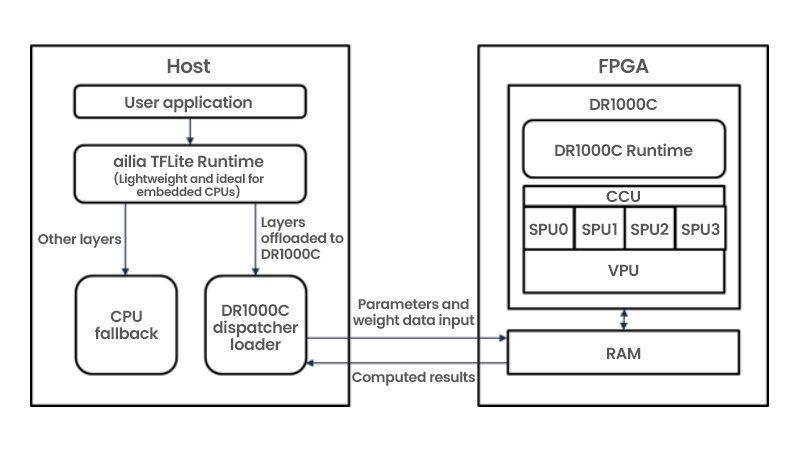 Host
User application
ailia TFLite Runtime
(Lightweight and ideal for
embedded CPUs)
Other layers
Layers
offloaded to
DR1000C
CPU
fallback
DR1000C
dispatcher
loader
Parameters and
weight data input
Computed results
FPGA
DR1000C
DR1000C Runtime
CCU
SPU0 SPU1 SPU2 SPU3
VPU
RAM